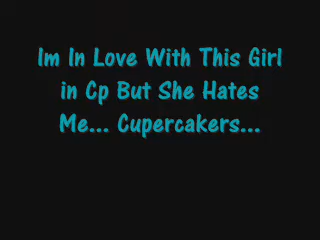 Im In Love With This Girl
in Cp But She Hates
Me... Cupercakers...